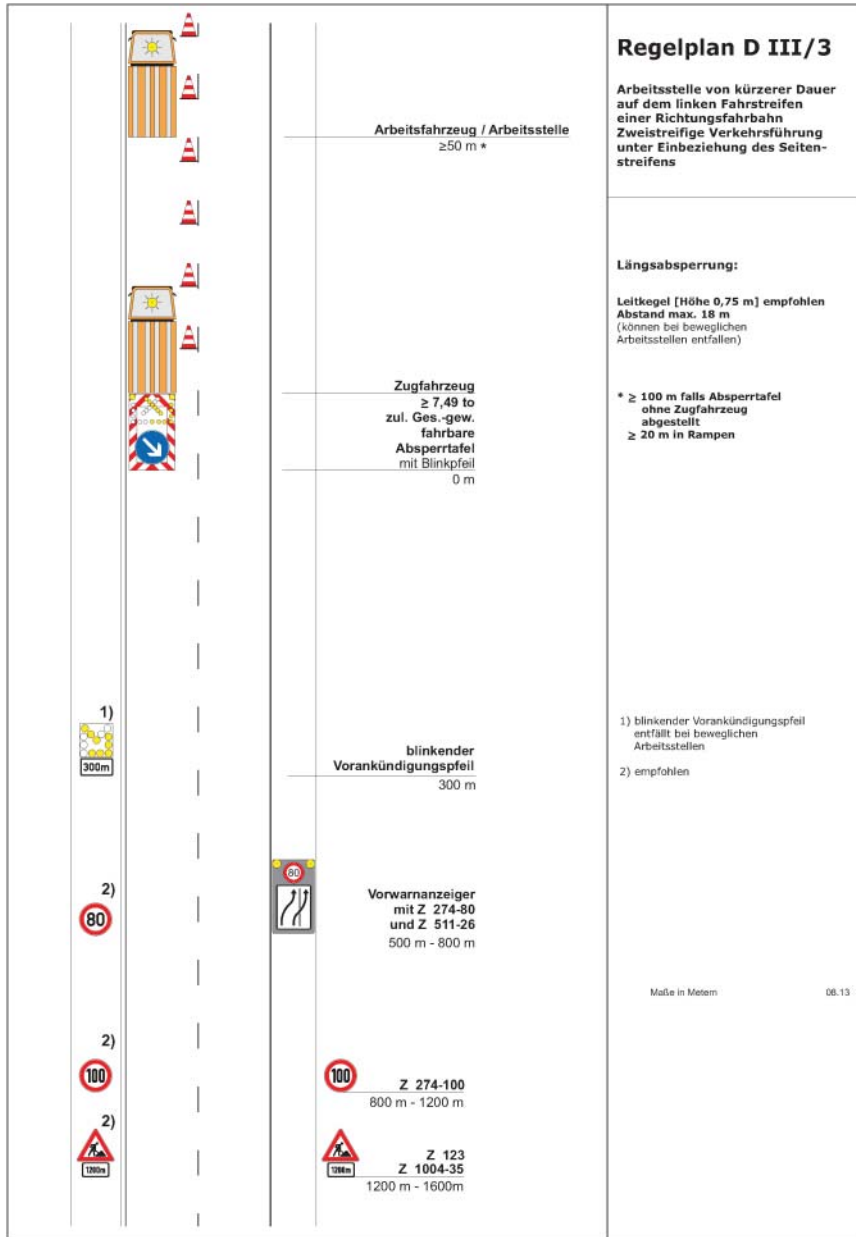 Regelplan D III/3
Arbeitsstelle von kürzerer Dauer
auf dem linken Fahrstreifen
einer Richtungsfahrbahn
Zweistreifige Verkehrsführung
unter Einbeziehung des Seiten-
streifens
Arbeitsfahrzeug / Arbeitsstelle
≥50 m *
Längsabsperrung:
Leitkegel [Höhe 0,75 m] empfohlen
Abstand max. 18 m
(können bei beweglichen
Arbeitsstellen entfallen)
Zugfahrzeug
≥ 7,49 to
zul. Ges.-gew.
fahrbare
Absperrtafel
mit Blinkpfeil
0 m
* ≥ 100 m falls Absperrtafel
ohne Zugfahrzeug
abgestellt
≥ 20 m in Rampen
1)
300m
blinkender
Vorankündigungspfeil
300 m
1) blinkender Vorankündigungspfeil
entfällt bei beweglichen
Arbeitsstellen
2) empfohlen
2)
80
80
Vorwarnanzeiger
mit Z 274-80
und Z 511-26
500 m - 800 m
Maße in Metern 08.13
2)
100
100
Z 274-100
800 m - 1200 m
2)
1200m
1200m
Z 123
Z 1004-35
1200 m - 1600m